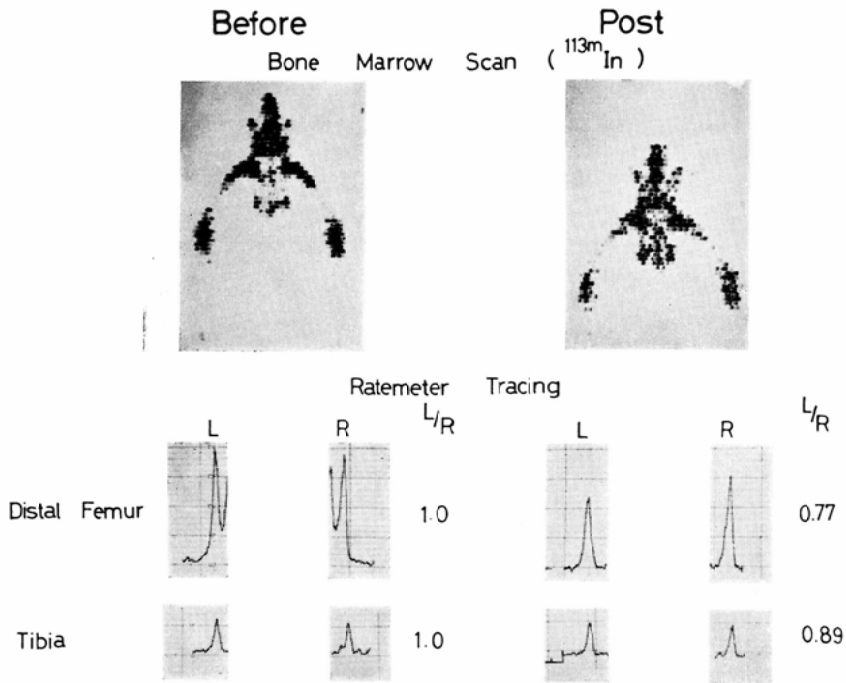 Before Post
Bone Marrow Scan ( ¹¹³ᵐIn )
Ratemeter Tracing
L R L/R L R L/R
Distal Femur 1.0 0.77
Tibia 1.0 0.89